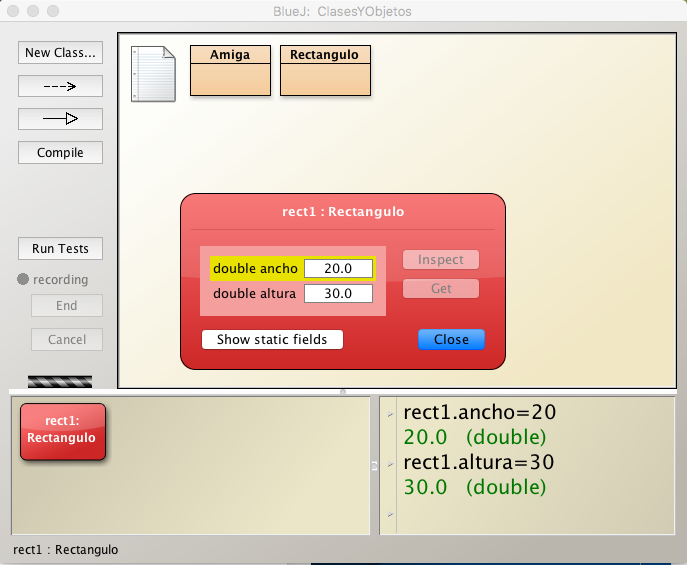 BlueJ: ClasesYObjetos
New Class...
Compile
Run Tests
recording
End
Cancel
Amiga
Rectangulo
rect1 : Rectangulo
double ancho 20.0
double altura 30.0
Inspect
Get
Show static fields
Close
rect1:
Rectangulo
rect1.ancho=20
20.0 (double)
rect1.altura=30
30.0 (double)
rect1 : Rectangulo